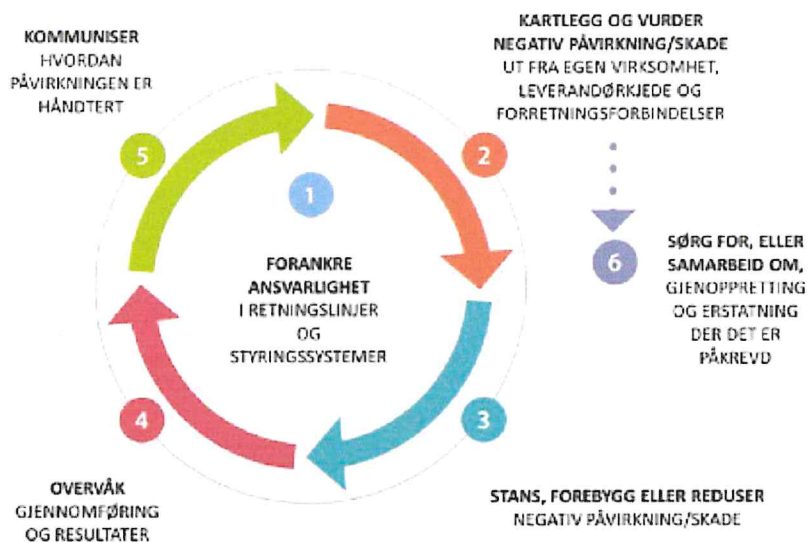 1
FORANKRE
ANSVARLIGHET
I RETNINGSLINJER
OG
STYRINGSSYSTEMER
2
KARTLEGG OG VURDER
NEGATIV PÅVIRKNING/SKADE
UT FRA EGEN VIRKSOMHET,
LEVERANDØRKJEDE OG
FORRETNINGSFORBINDELSER
3
STANS, FOREBYGG ELLER REDUSER
NEGATIV PÅVIRKNING/SKADE
4
OVERVÅK
GJENNOMFØRING
OG RESULTATER
5
KOMMUNISER
HVORDAN
PÅVIRKNINGEN ER
HÅNDTERT
6
SØRG FOR, ELLER
SAMARBEID OM,
GJENOPPRETTING
OG ERSTATNING
DER DET ER
PÅKREVD